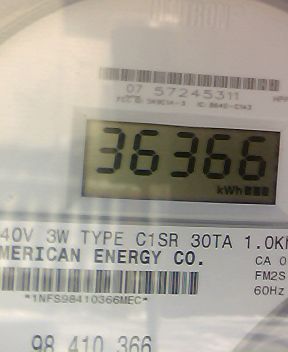 07 57245311
36366
kWh
40V 3W TYPE C1SR 30TA 1.0K
MERICAN ENERGY CO.
CA 0
FM2S
60Hz
*1NFS98410366MEC*
98 410 366